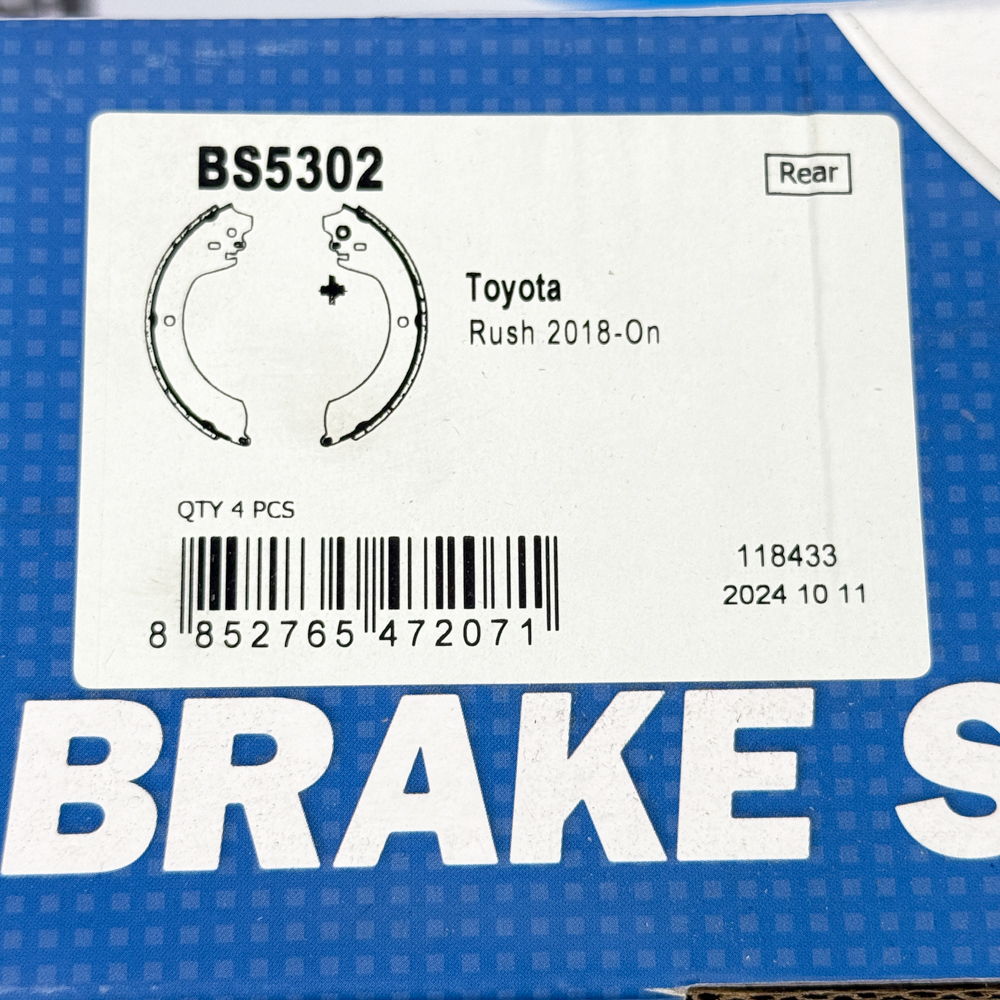 BS5302
Rear
Toyota
Rush 2018-On
QTY 4 PCS
8 852765 472071
118433
2024 10 11
BRAKE S